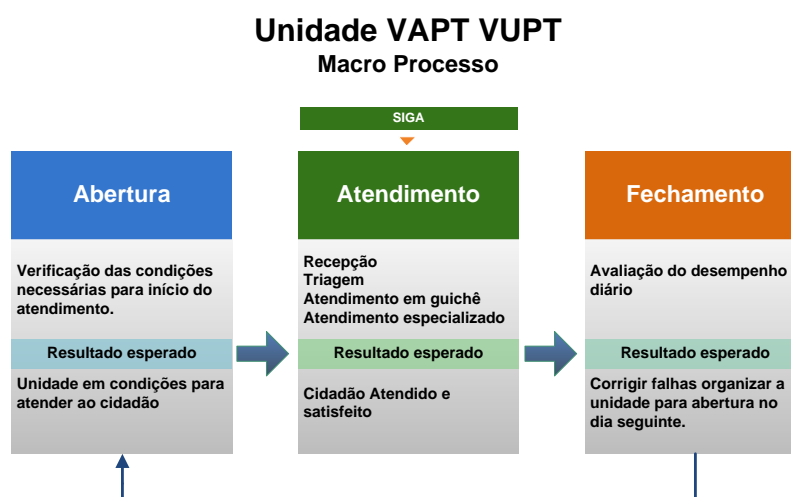 Unidade VAPT VUPT
Macro Processo
SIGA
Abertura
Verificação das condições
necessárias para início do
atendimento.
Resultado esperado
Unidade em condições para
atender ao cidadão
Atendimento
Recepção
Triagem
Atendimento em guichê
Atendimento especializado
Resultado esperado
Cidadão Atendido e
satisfeito
Fechamento
Avaliação do desempenho
diário
Resultado esperado
Corrigir falhas organizar a
unidade para abertura no
dia seguinte.